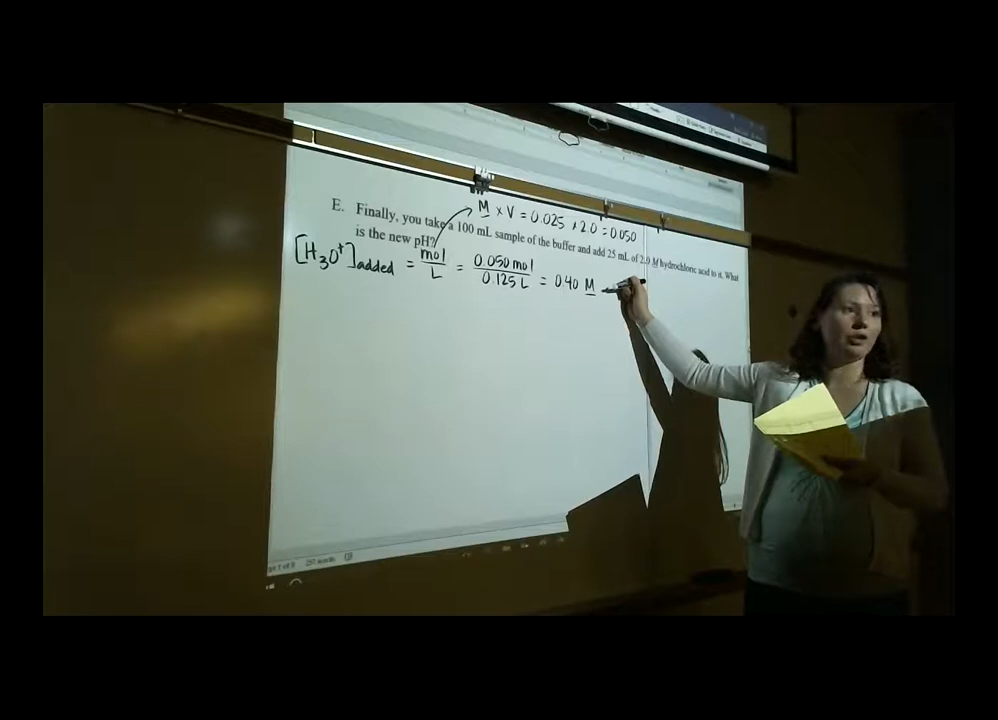 M × V = 0.025 × 2.0 = 0.050
E. Finally, you take a 100 mL sample of the buffer and add 25 mL of 2.0 M hydrochloric acid to it. What
is the new pH?
[H₃O⁺]added = mol/L = 0.050 mol/0.125 L = 0.40 M